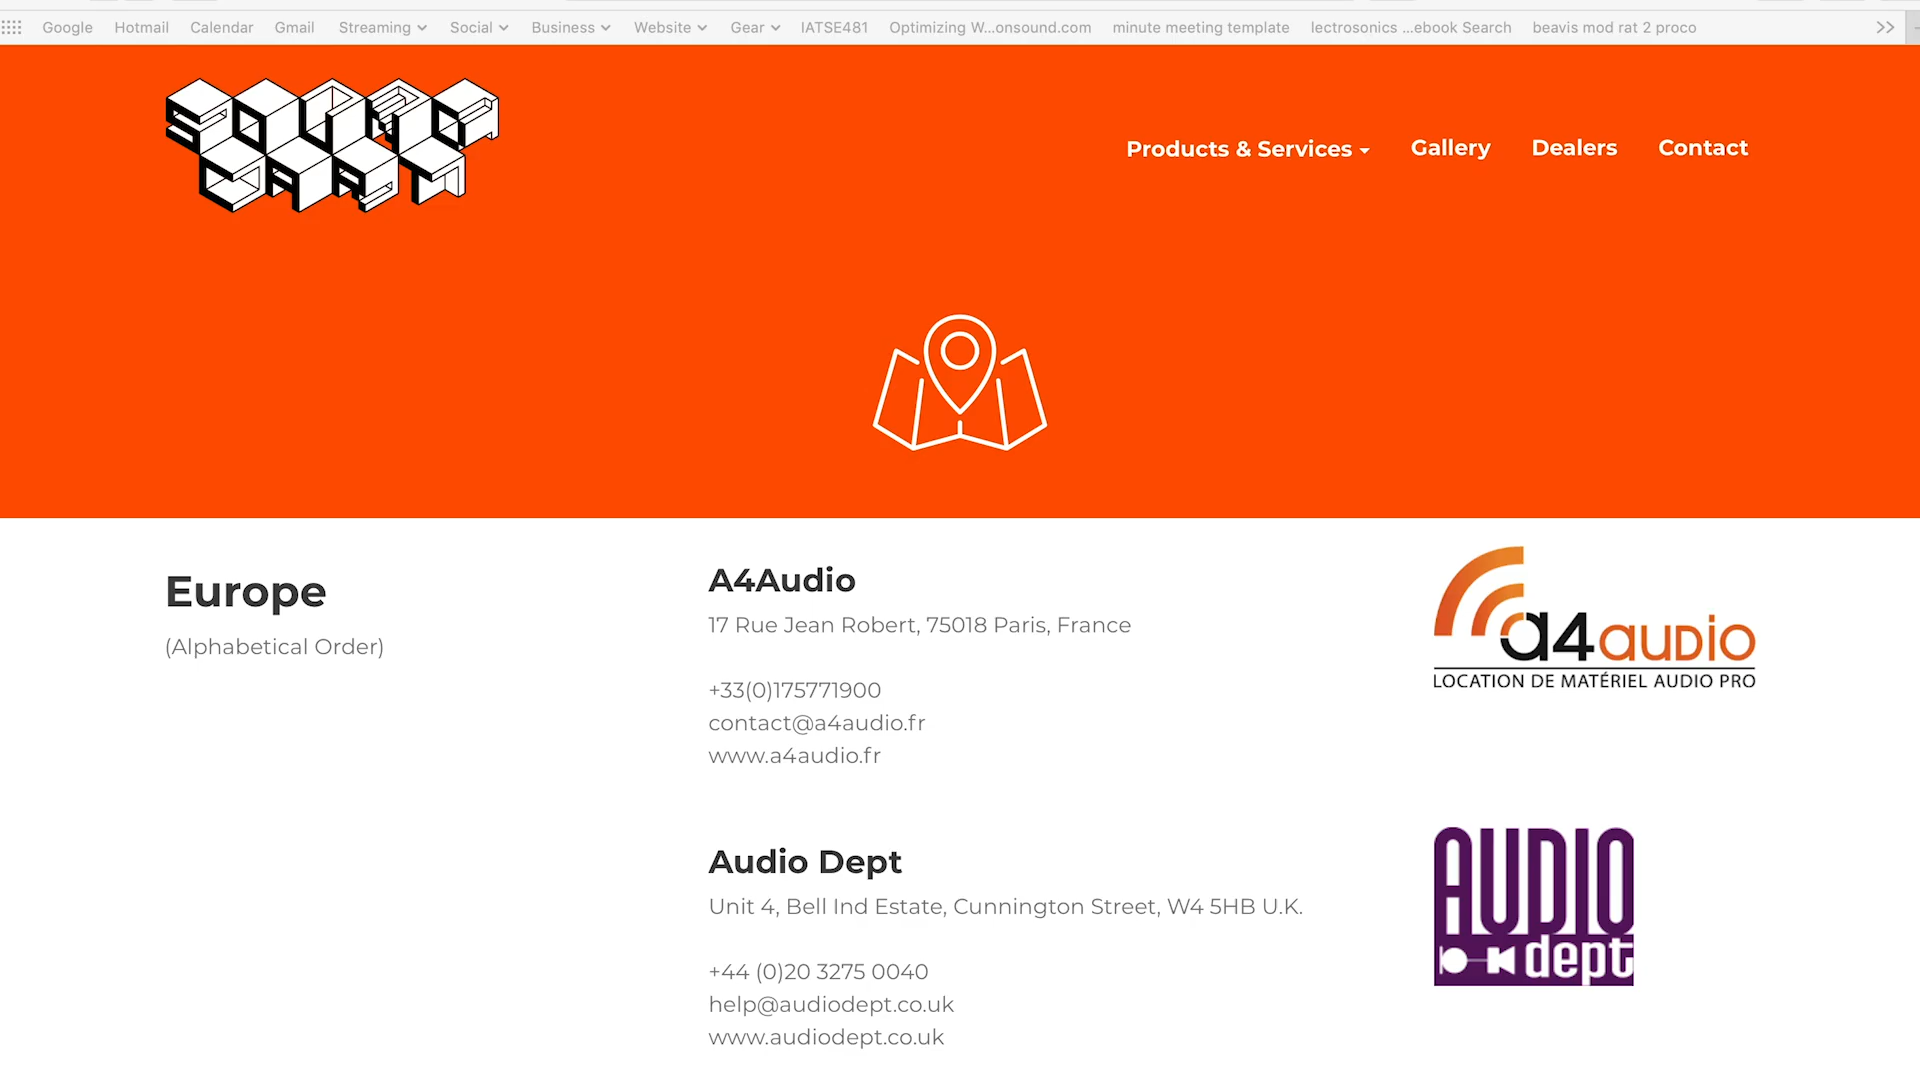 Google Hotmail Calendar Gmail Streaming Social Business Website Gear IATSE481 Optimizing W...onsound.com minute meeting template lectrosonics ...ebook Search beavis mod rat 2 proco
SOUND
CART
Products & Services Gallery Dealers Contact
Europe
(Alphabetical Order)
A4Audio
17 Rue Jean Robert, 75018 Paris, France
+33(0)175771900
contact@a4audio.fr
www.a4audio.fr
a4audio
LOCATION DE MATÉRIEL AUDIO PRO
Audio Dept
Unit 4, Bell Ind Estate, Cunnington Street, W4 5HB U.K.
+44 (0)20 3275 0040
help@audiodept.co.uk
www.audiodept.co.uk
AUDIO
dept